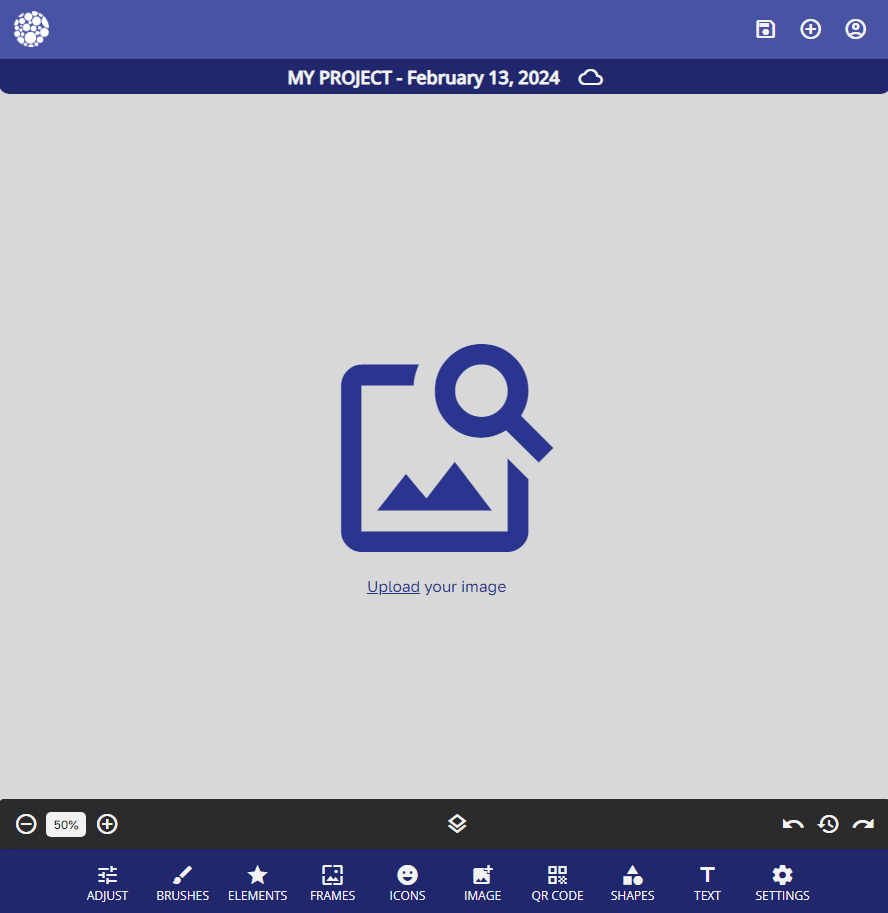 MY PROJECT - February 13, 2024
Upload your image
50%
ADJUST BRUSHES ELEMENTS FRAMES ICONS IMAGE QR CODE SHAPES TEXT SETTINGS